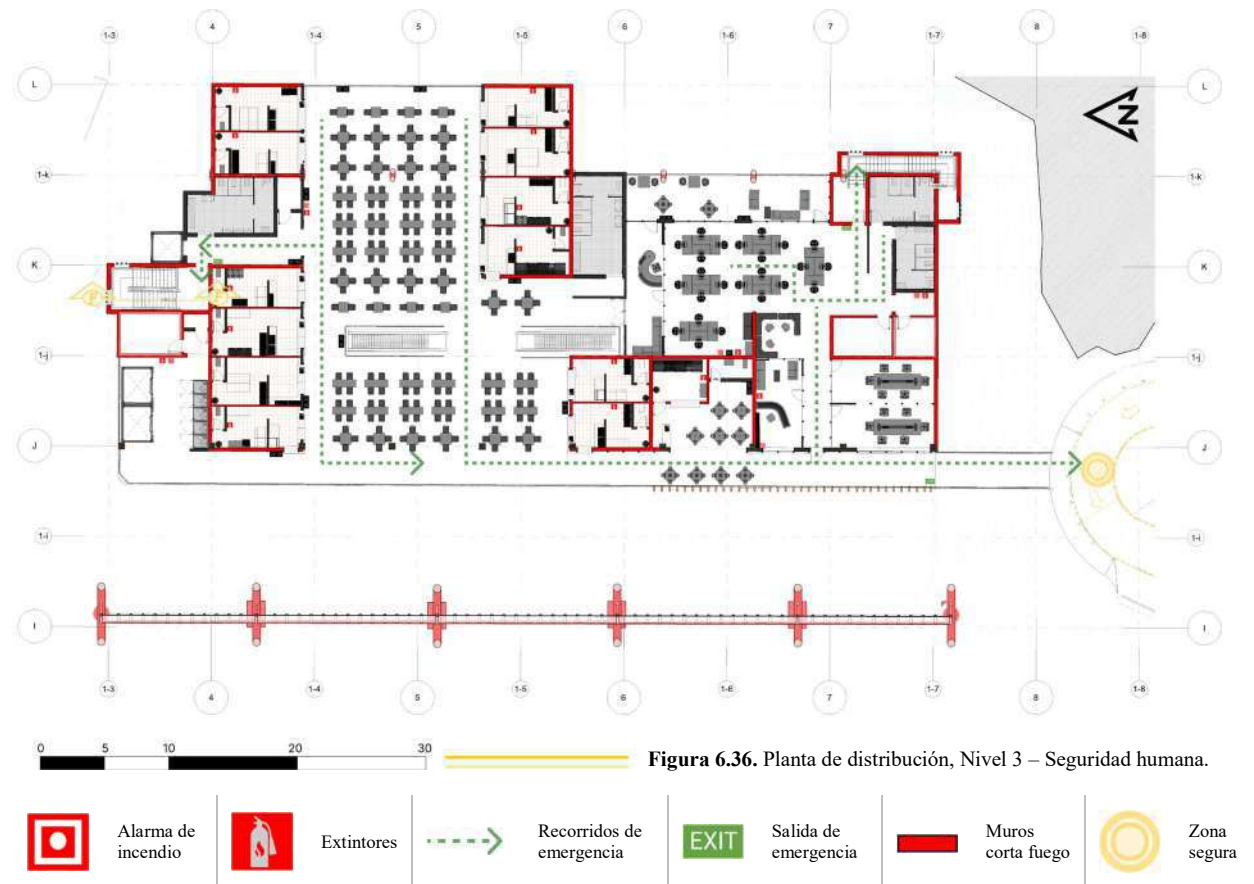 1-3 4 1-4 5 1-5 6 1-6 7 1-7 8 1-8
L L
N
1-k 1-k
K K
1-j 1-j
J J
1-i 1-i
I I
1-3 4 1-4 5 1-5 6 1-6 7 1-7 8 1-8
0 5 10 20 30
Figura 6.36. Planta de distribución, Nivel 3 – Seguridad humana.
Alarma de
incendio
Extintores
Recorridos de
emergencia
EXIT
Salida de
emergencia
Muros
corta fuego
Zona
segura